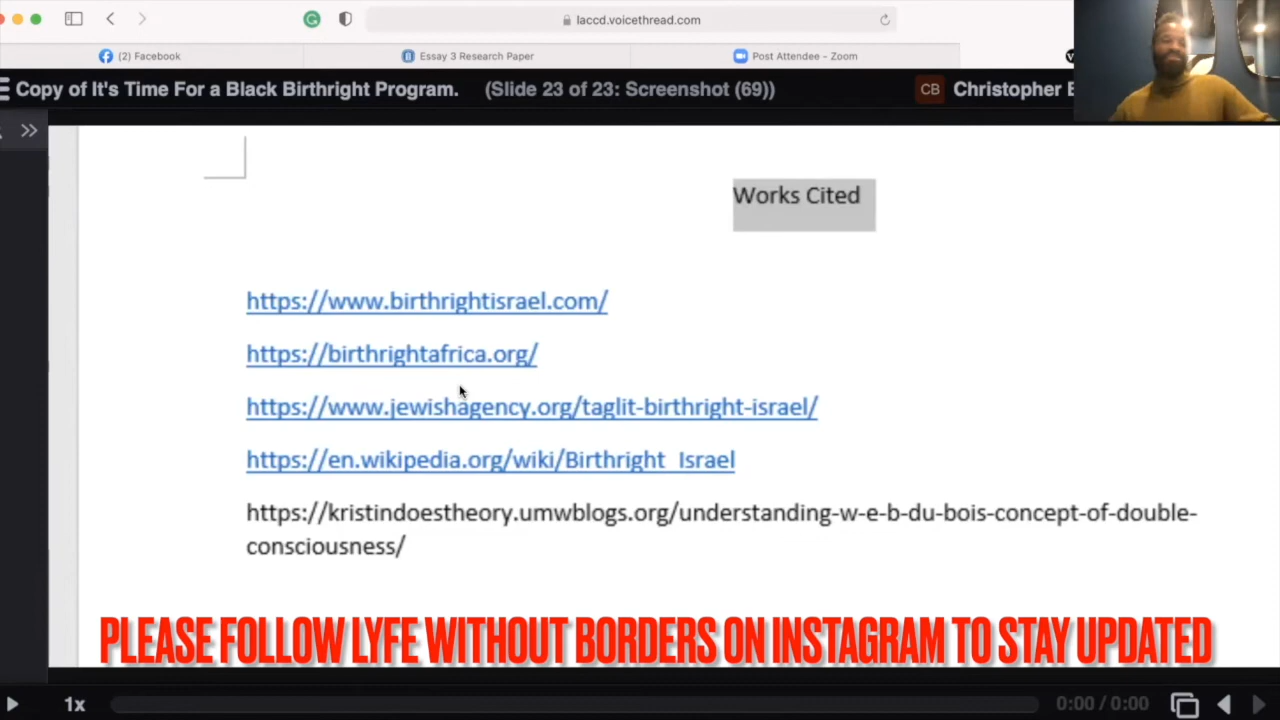 laccd.voicethread.com
(2) Facebook
Essay 3 Research Paper
Post Attendee - Zoom
Copy of It's Time For a Black Birthright Program. (Slide 23 of 23: Screenshot (69))
CB Christopher
Works Cited
https://www.birthrightisrael.com/
https://birthrightafrica.org/
https://www.jewishagency.org/taglit-birthright-israel/
https://en.wikipedia.org/wiki/Birthright_Israel
https://kristindoestheory.umwblogs.org/understanding-w-e-b-du-bois-concept-of-double-
consciousness/
PLEASE FOLLOW LYFE WITHOUT BORDERS ON INSTAGRAM TO STAY UPDATED
1x
0:00 / 0:00